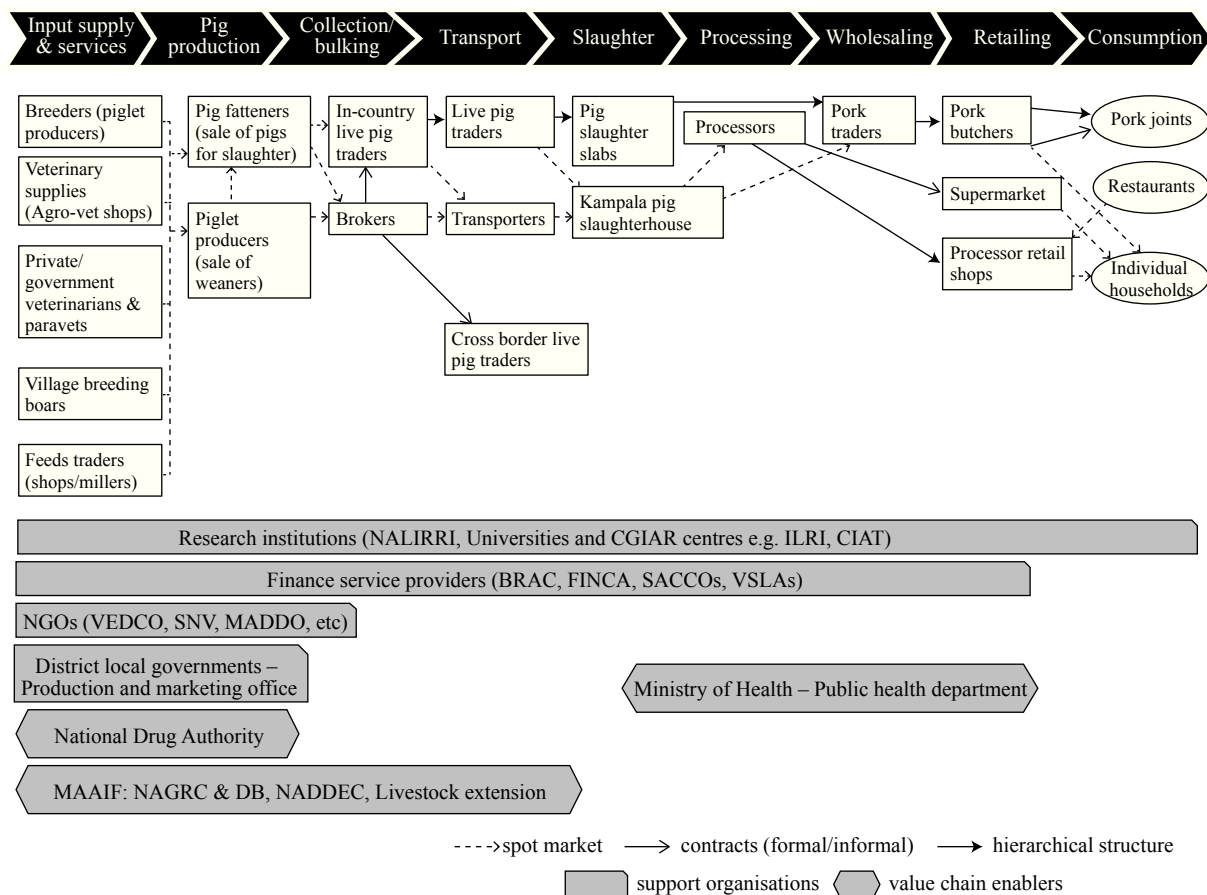 Input supply
& services
Pig
production
Collection/
bulking
Transport
Slaughter
Processing
Wholesaling
Retailing
Consumption
Breeders (piglet
producers)
Veterinary
supplies
(Agro-vet shops)
Private/
government
veterinarians &
paravets
Village breeding
boars
Feeds traders
(shops/millers)
Pig fatteners
(sale of pigs
for slaughter)
Piglet
producers
(sale of
weaners)
In-country
live pig
traders
Brokers
Live pig
traders
Transporters
Cross border live
pig traders
Pig
slaughter
slabs
Kampala pig
slaughterhouse
Processors
Pork
traders
Pork
butchers
Supermarket
Processor retail
shops
Pork joints
Restaurants
Individual
households
Research institutions (NALIRRI, Universities and CGIAR centres e.g. ILRI, CIAT)
Finance service providers (BRAC, FINCA, SACCOs, VSLAs)
NGOs (VEDCO, SNV, MADDO, etc)
District local governments –
Production and marketing office
Ministry of Health – Public health department
National Drug Authority
MAAIF: NAGRC & DB, NADDEC, Livestock extension
spot market
contracts (formal/informal)
hierarchical structure
support organisations
value chain enablers